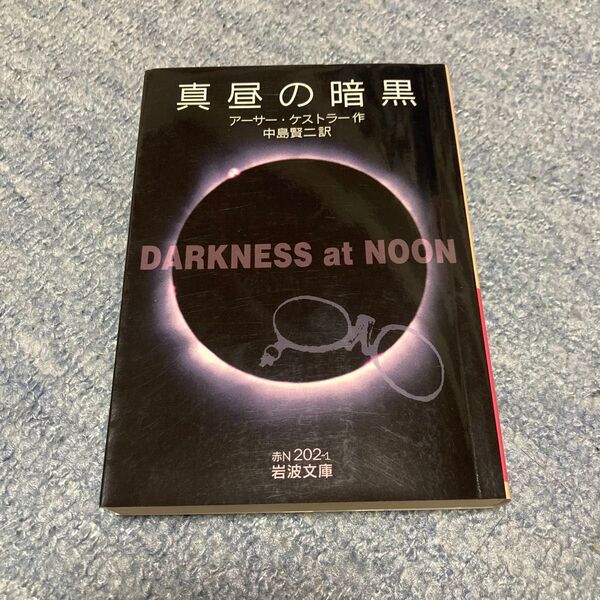 真昼の暗黒
アーサー・ケストラー作
中島賢二訳
DARKNESS at NOON
赤N 202-1
岩波文庫